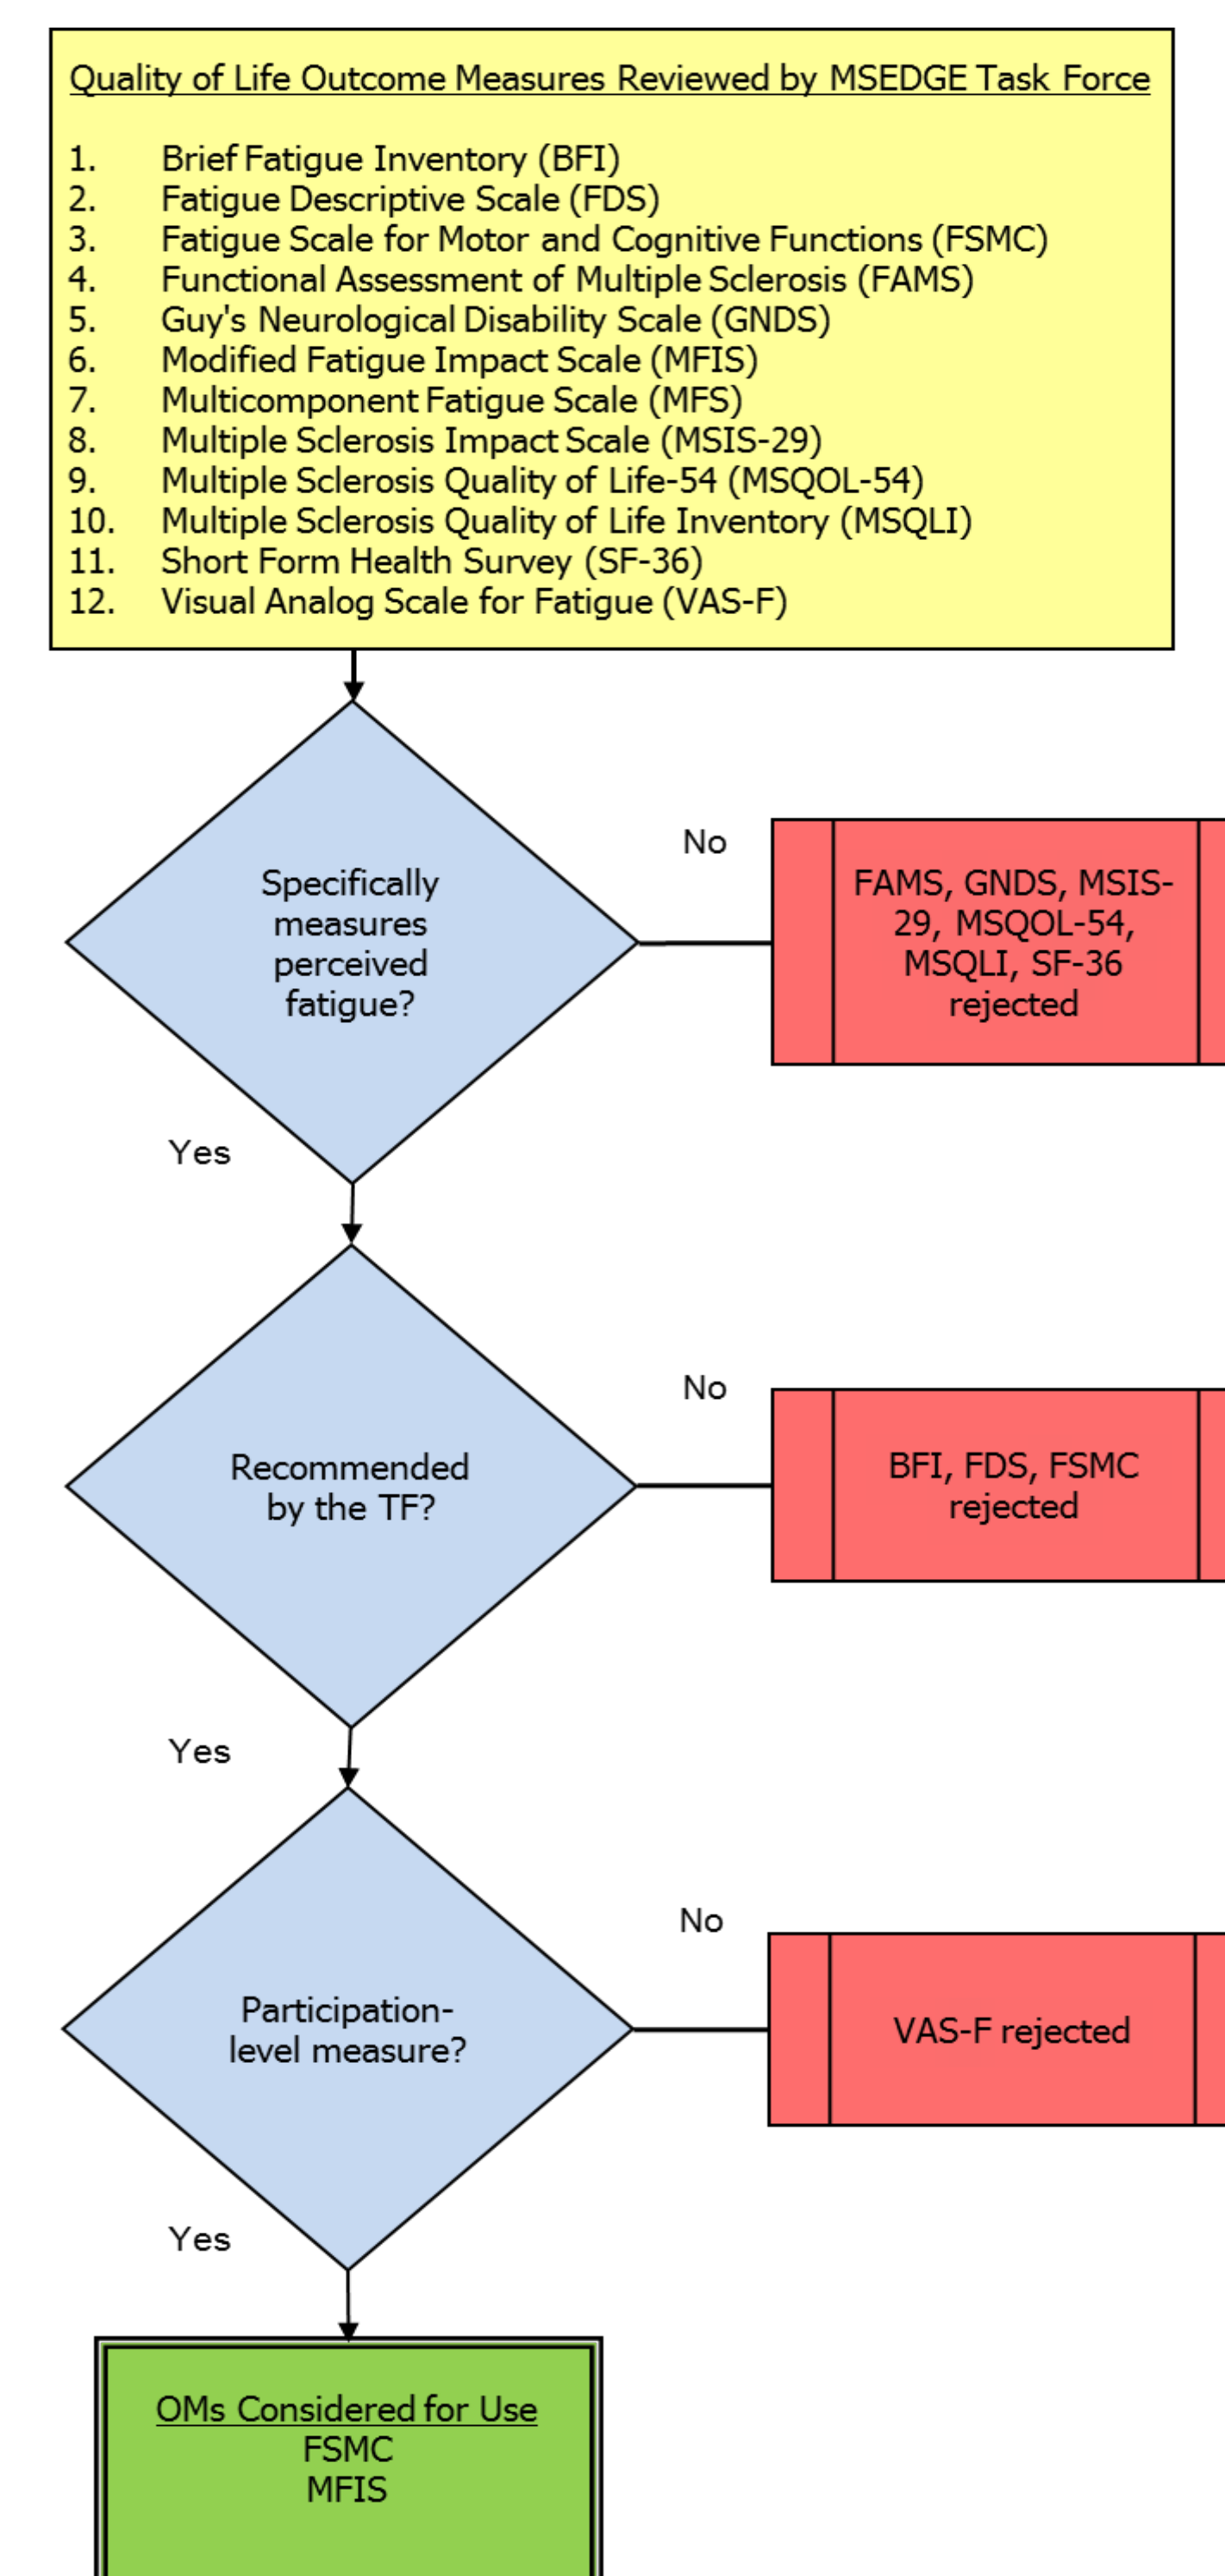 Quality of Life Outcome Measures Reviewed by MSEDGE Task Force
1. Brief Fatigue Inventory (BFI)
2. Fatigue Descriptive Scale (FDS)
3. Fatigue Scale for Motor and Cognitive Functions (FSMC)
4. Functional Assessment of Multiple Sclerosis (FAMS)
5. Guy's Neurological Disability Scale (GNDS)
6. Modified Fatigue Impact Scale (MFIS)
7. Multicomponent Fatigue Scale (MFS)
8. Multiple Sclerosis Impact Scale (MSIS-29)
9. Multiple Sclerosis Quality of Life-54 (MSQOL-54)
10. Multiple Sclerosis Quality of Life Inventory (MSQLI)
11. Short Form Health Survey (SF-36)
12. Visual Analog Scale for Fatigue (VAS-F)
Specifically
measures
perceived
fatigue?
No
FAMS, GNDS, MSIS-
29, MSQOL-54,
MSQLI, SF-36
rejected
Yes
Recommended
by the TF?
No
BFI, FDS, FSMC
rejected
Yes
Participation-
level measure?
No
VAS-F rejected
Yes
OMs Considered for Use
FSMC
MFIS